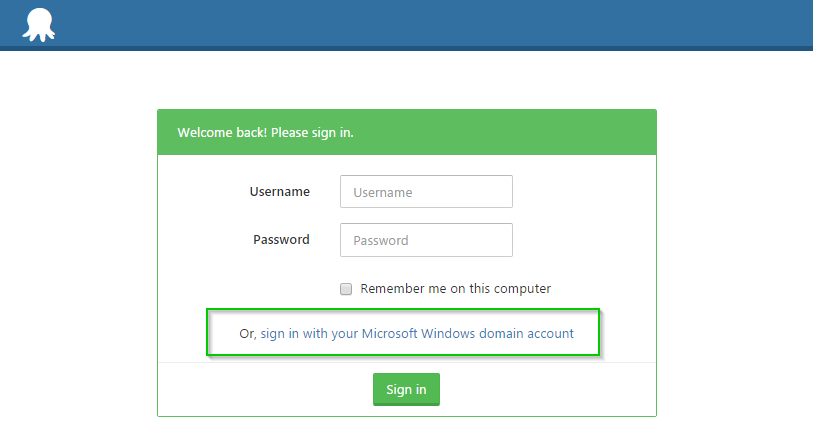 Welcome back! Please sign in.
Username
Username
Password
Password
Remember me on this computer
Or, sign in with your Microsoft Windows domain account
Sign in